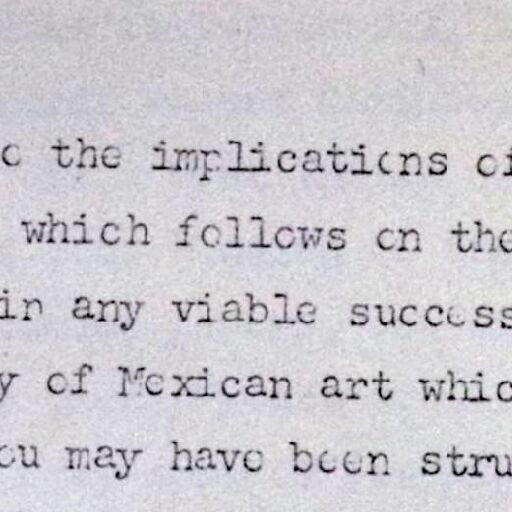 o the implications of
which follows on the
in any viable success
y of Mexican art whic
ou may have been stru